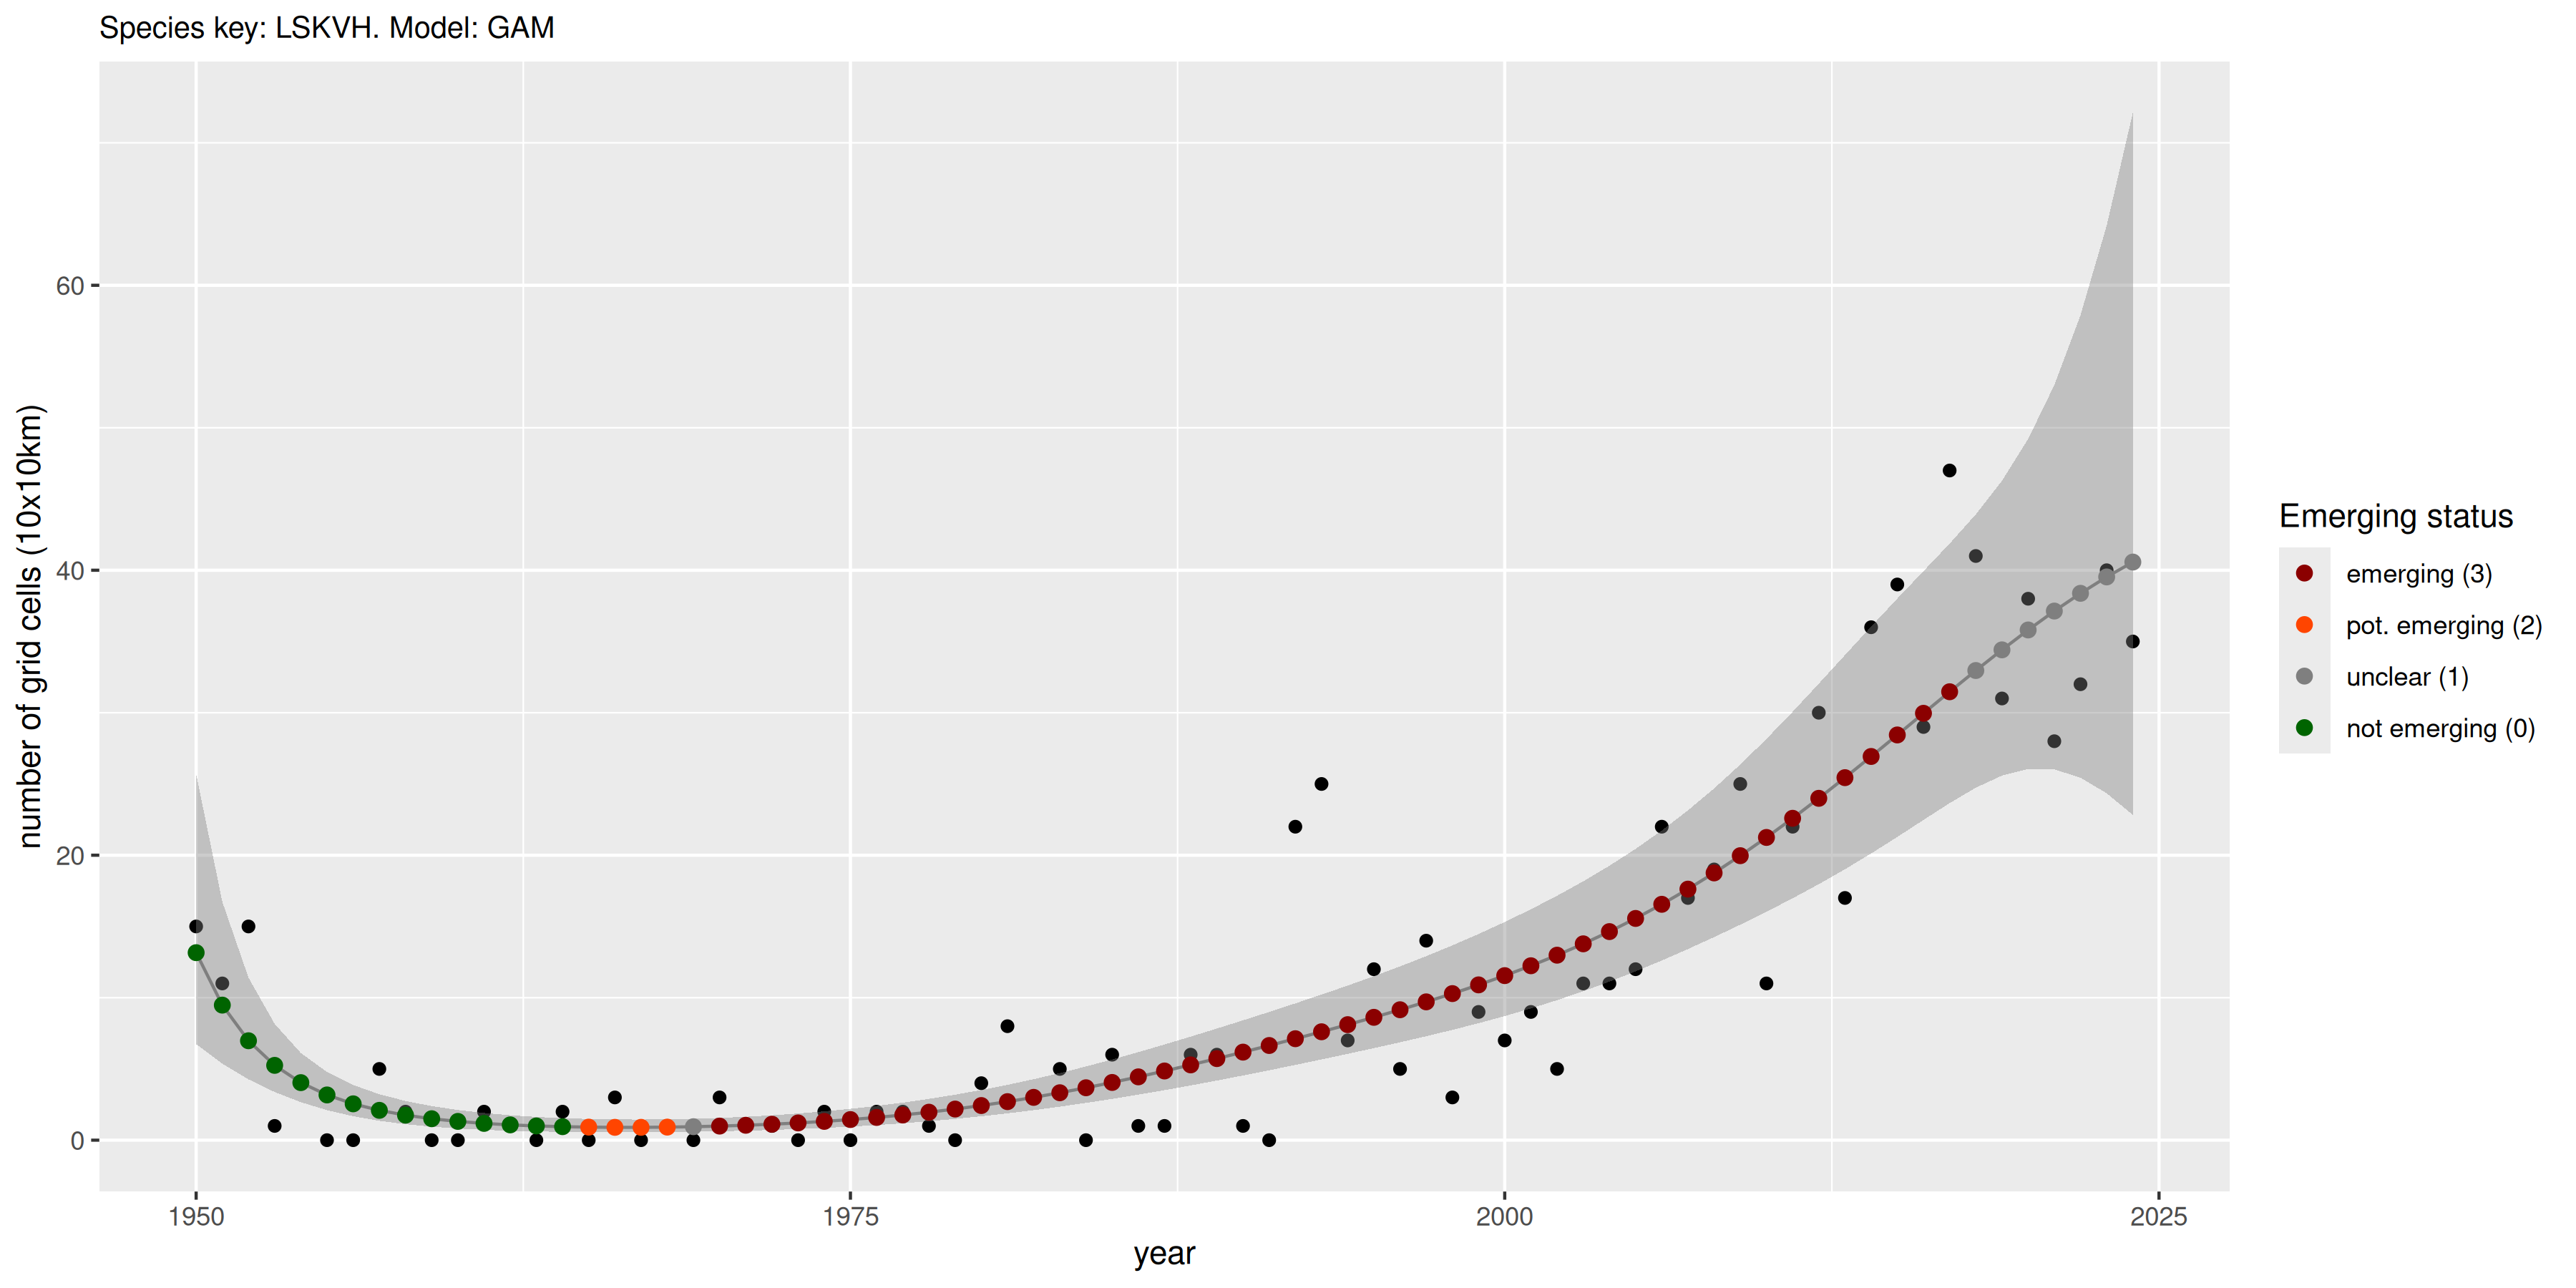 Species key: LSKVH. Model: GAM
number of grid cells (10x10km)
60
40
20
0
1950
1975
2000
2025
year
Emerging status
emerging (3)
pot. emerging (2)
unclear (1)
not emerging (0)